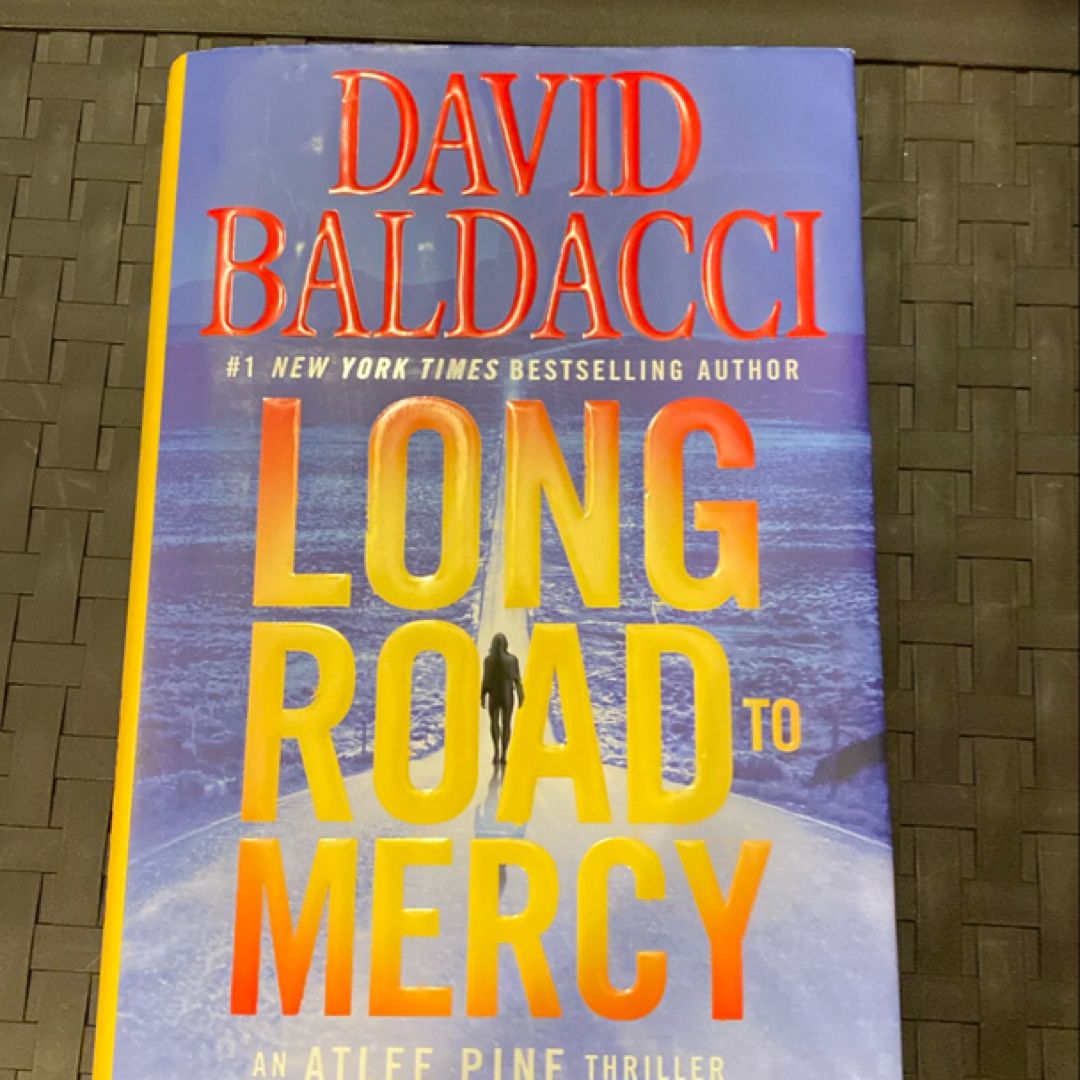 DAVID
BALDACCI
#1 NEW YORK TIMES BESTSELLING AUTHOR
LONG
ROAD TO
MERCY
AN ATLEE PINE THRILLER